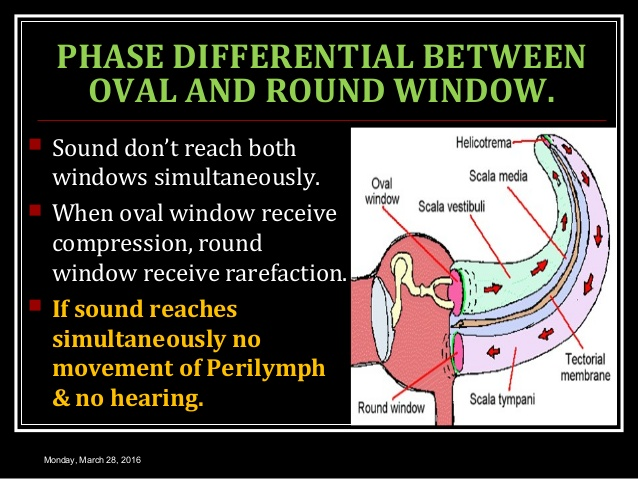 PHASE DIFFERENTIAL BETWEEN
OVAL AND ROUND WINDOW.
Sound don’t reach both
windows simultaneously.
When oval window receive
compression, round
window receive rarefaction.
If sound reaches
simultaneously no
movement of Perilymph
& no hearing.
Helicotrema
Scala media
Oval
window
Scala vestibuli
Tectorial
membrane
Round window
Scala tympani
Monday, March 28, 2016